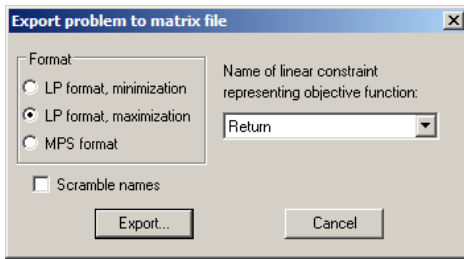 Export problem to matrix file
Format
LP format, minimization
LP format, maximization
MPS format
Name of linear constraint
representing objective function:
Return
Scramble names
Export...
Cancel